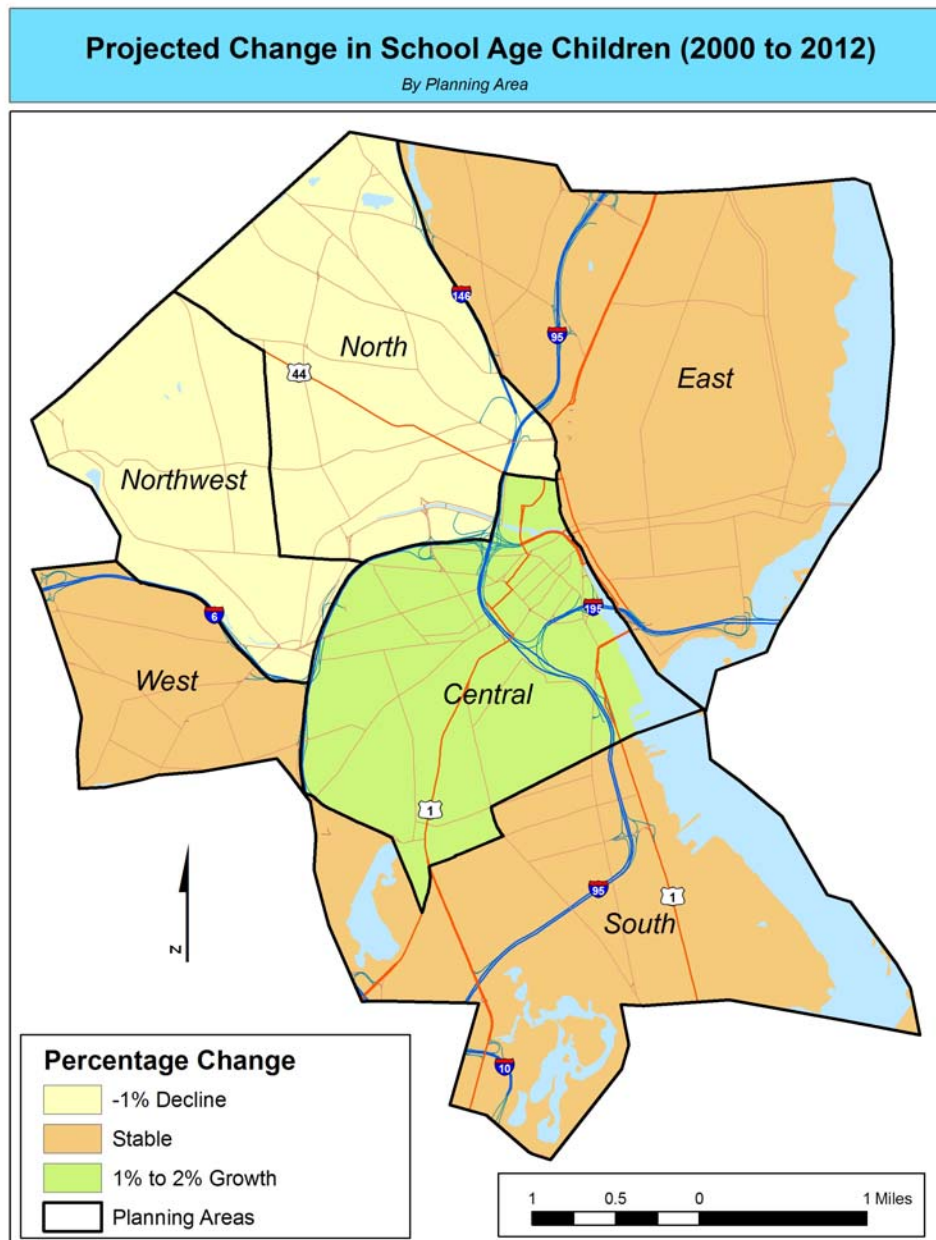 Projected Change in School Age Children (2000 to 2012)
By Planning Area
146
95
North
44
East
Northwest
6
195
West
Central
1
95
1
South
N
10
Percentage Change
-1% Decline
Stable
1% to 2% Growth
Planning Areas
1 0.5 0 1 Miles